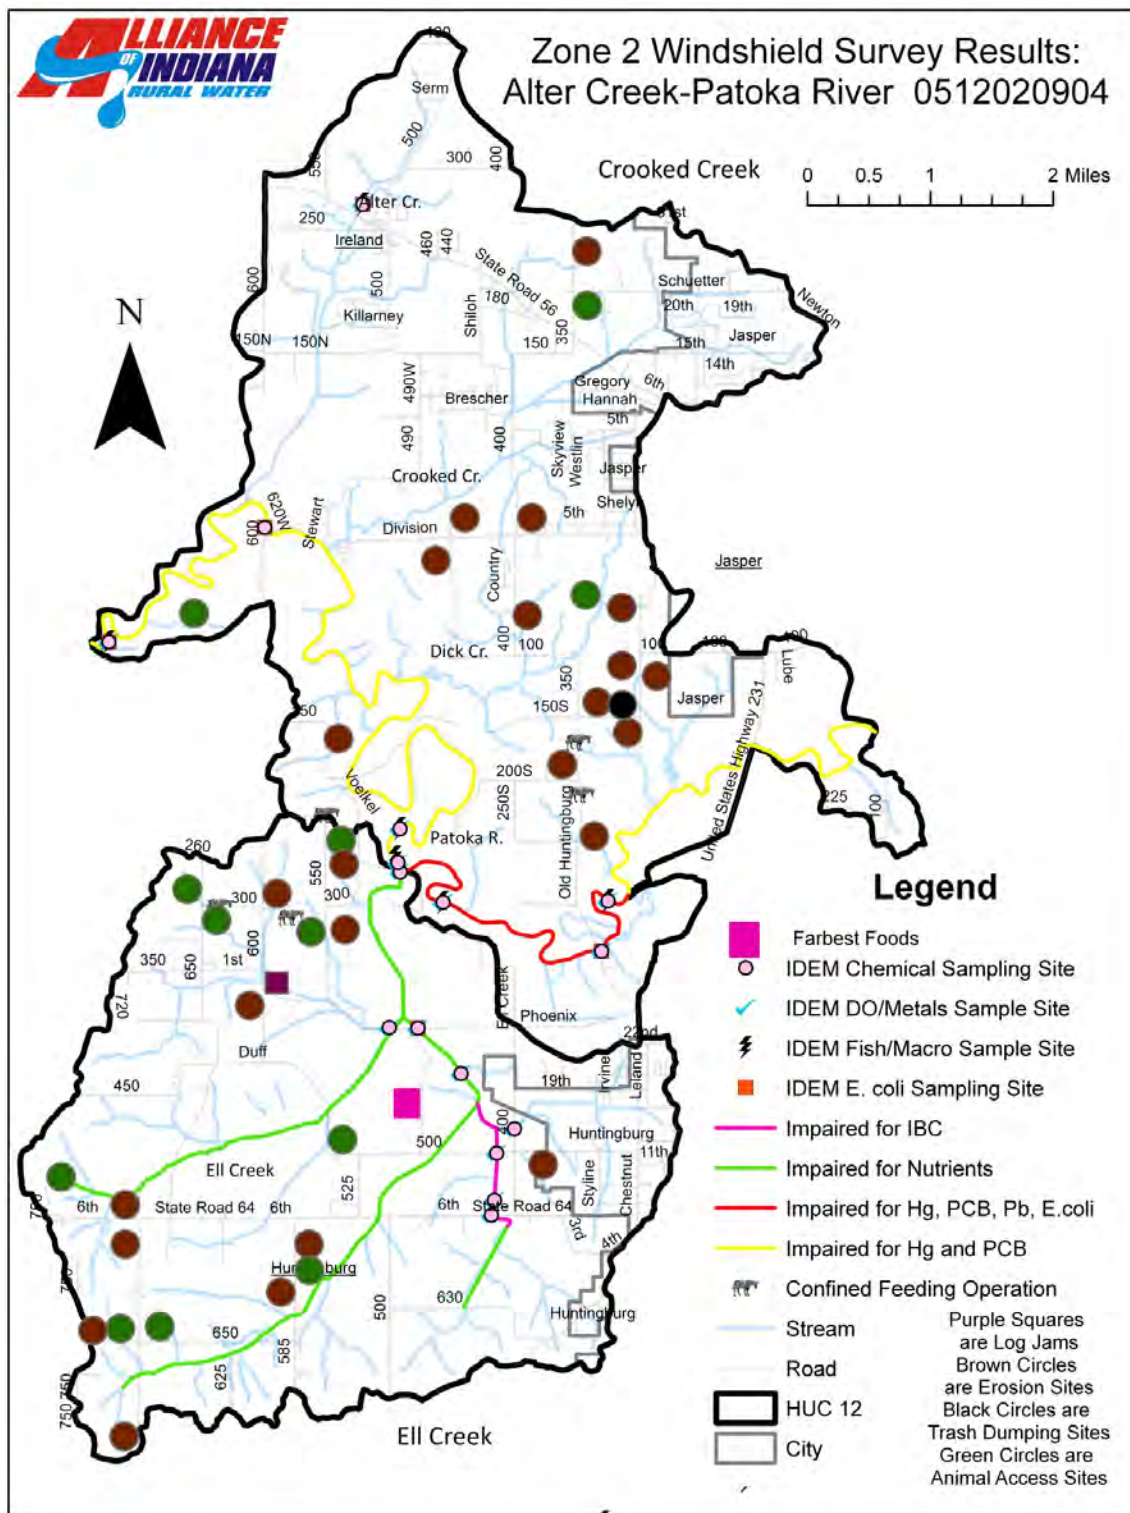 ALLIANCE
OF
INDIANA
RURAL WATER
Zone 2 Windshield Survey Results:
Alter Creek-Patoka River 0512020904
Serm
500
300
400
550
Crooked Creek
0 0.5 1 2 Miles
Alter Cr.
250
Ireland
460
440
State Road 56
Schuetter
600
500
180
20th
19th
Newton
N
Killarney
Shiloh
350
Jasper
150N
150N
150
15th
14th
490W
Gregory
6th
Brescher
Hannah
5th
490
400
Skyview
Westlin
Jasper
Crooked Cr.
Shelyl
620W
600
Stewart
Division
5th
Country
Jasper
400
Dick Cr.
100
100
Lube
350
Jasper
150S
50
United States Highway 231
200S
Voelkel
250S
225
100
Patoka R.
Old Huntingburg
260
550
300
300
600
350
650
1st
720
Ell Creek
Phoenix
22nd
Duff
Irvine
Leland
19th
450
400
500
Huntingburg
11th
Ell Creek
525
Styline
Chestnut
6th
State Road 64
6th
6th
State Road 64
3rd
4th
Huntingburg
750
500
630
Huntingburg
650
585
625
750
750
Ell Creek
Legend
Farbest Foods
IDEM Chemical Sampling Site
IDEM DO/Metals Sample Site
IDEM Fish/Macro Sample Site
IDEM E. coli Sampling Site
Impaired for IBC
Impaired for Nutrients
Impaired for Hg, PCB, Pb, E.coli
Impaired for Hg and PCB
Confined Feeding Operation
Stream
Road
HUC 12
City
Purple Squares
are Log Jams
Brown Circles
are Erosion Sites
Black Circles are
Trash Dumping Sites
Green Circles are
Animal Access Sites